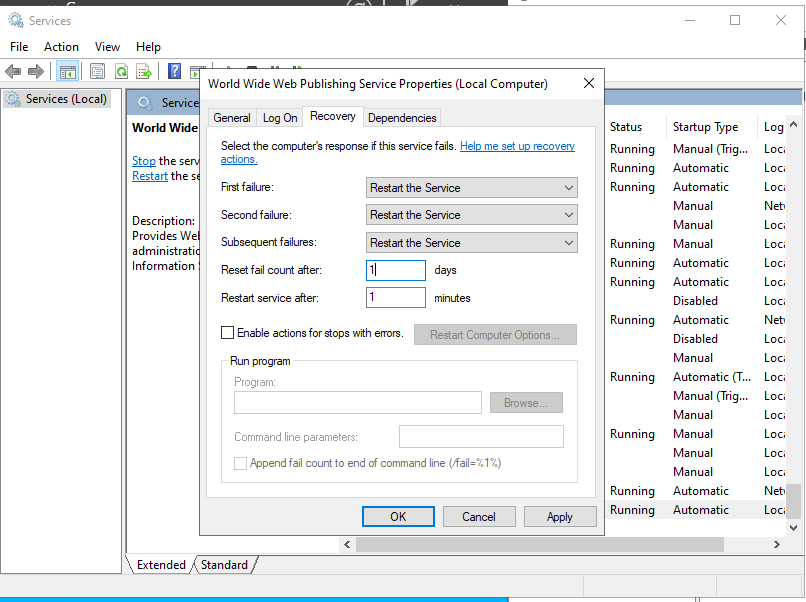 Services
File Action View Help
World Wide Web Publishing Service Properties (Local Computer)
Services (Local)
Service
World Wide
Stop the serv
Restart the se
Description:
Provides Wel
administratio
Information
General Log On Recovery Dependencies
Select the computer's response if this service fails. Help me set up recovery
actions.
First failure: Restart the Service
Second failure: Restart the Service
Subsequent failures: Restart the Service
Reset fail count after: 1 days
Restart service after: 1 minutes
Enable actions for stops with errors. Restart Computer Options...
Run program
Program:
Browse...
Command line parameters:
Append fail count to end of command line (/fail=%1%)
OK Cancel Apply
Status Startup Type Log
Running Manual (Trig... Loca
Running Automatic Loca
Running Automatic Loca
Manual Netw
Manual Loca
Running Manual Loca
Running Automatic Loca
Running Automatic Loca
Disabled Loca
Running Automatic Netw
Disabled Loca
Manual Loca
Running Automatic (T... Loca
Manual (Trig... Loca
Manual Loca
Running Manual Loca
Manual Loca
Manual Loca
Running Automatic Netw
Running Automatic Loca
Extended Standard